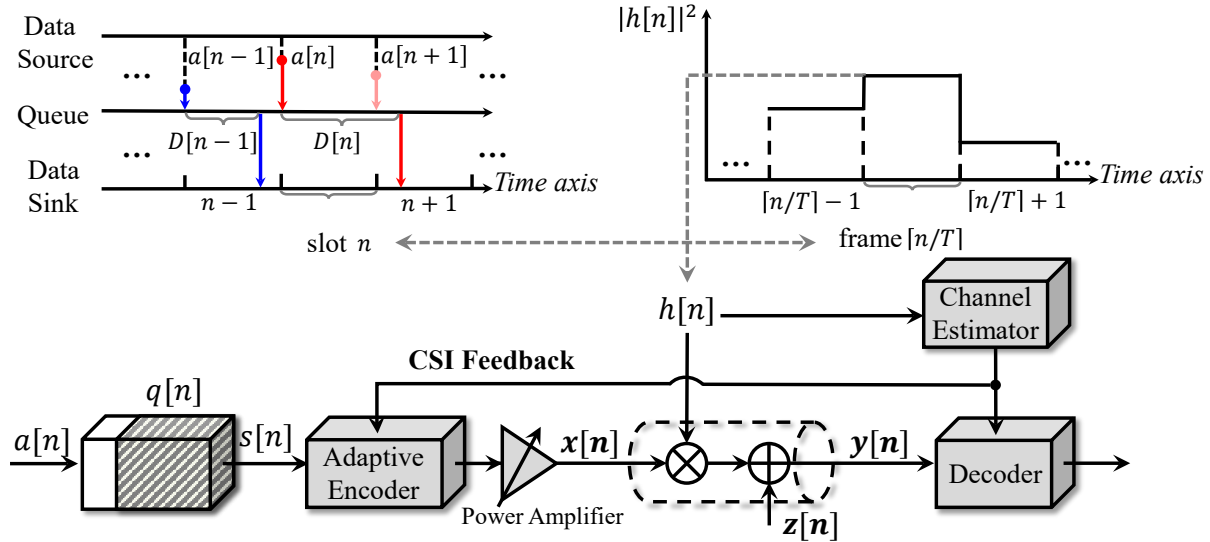 Data
Source
a[n − 1]
a[n]
a[n + 1]
...
...
Queue
D[n − 1]
D[n]
...
...
Data
Sink
Time axis
n − 1
n + 1
slot n
|h[n]|²
...
...
Time axis
⌈n/T⌉ − 1
⌈n/T⌉ + 1
frame ⌈n/T⌉
h[n]
Channel
Estimator
CSI Feedback
q[n]
a[n]
s[n]
Adaptive
Encoder
Power Amplifier
x[n]
z[n]
y[n]
Decoder